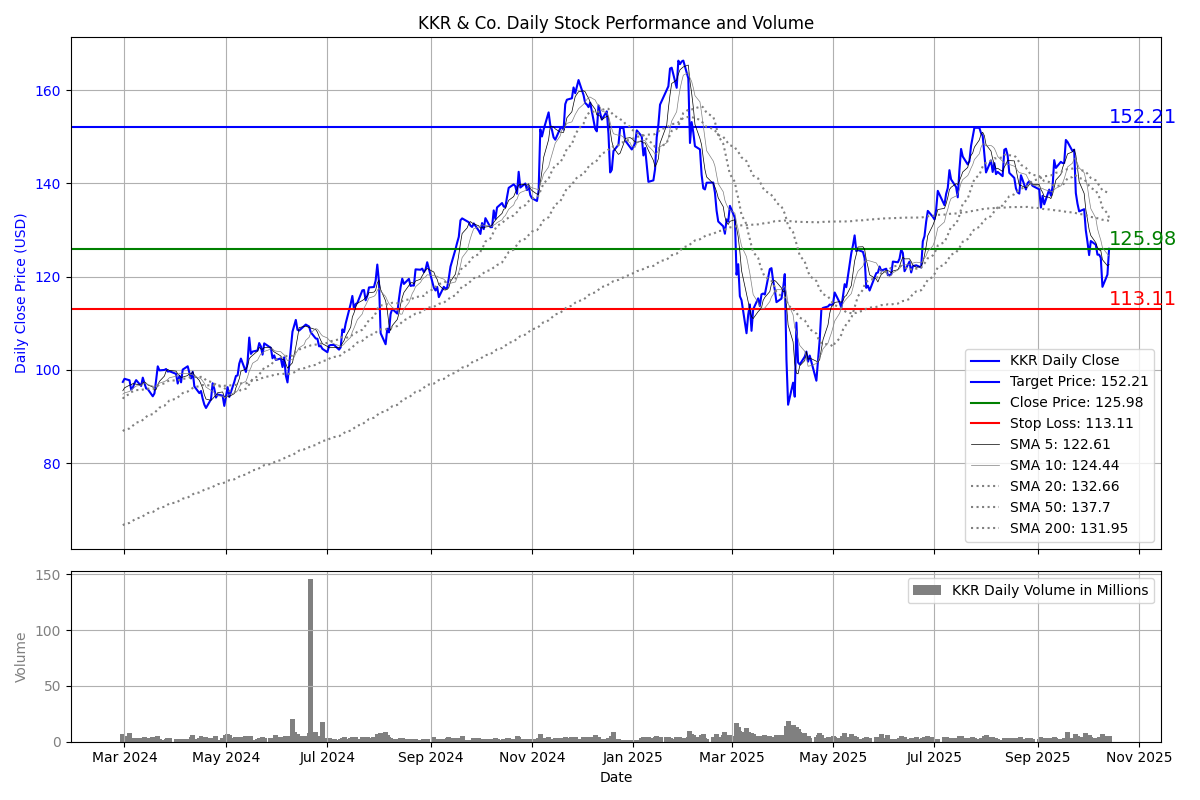 KKR & Co. Daily Stock Performance and Volume
Daily Close Price (USD)
160
140
120
100
80
152.21
125.98
113.11
KKR Daily Close
Target Price: 152.21
Close Price: 125.98
Stop Loss: 113.11
SMA 5: 122.61
SMA 10: 124.44
SMA 20: 132.66
SMA 50: 137.7
SMA 200: 131.95
Volume
150
100
50
0
KKR Daily Volume in Millions
Mar 2024 May 2024 Jul 2024 Sep 2024 Nov 2024 Jan 2025 Mar 2025 May 2025 Jul 2025 Sep 2025 Nov 2025
Date